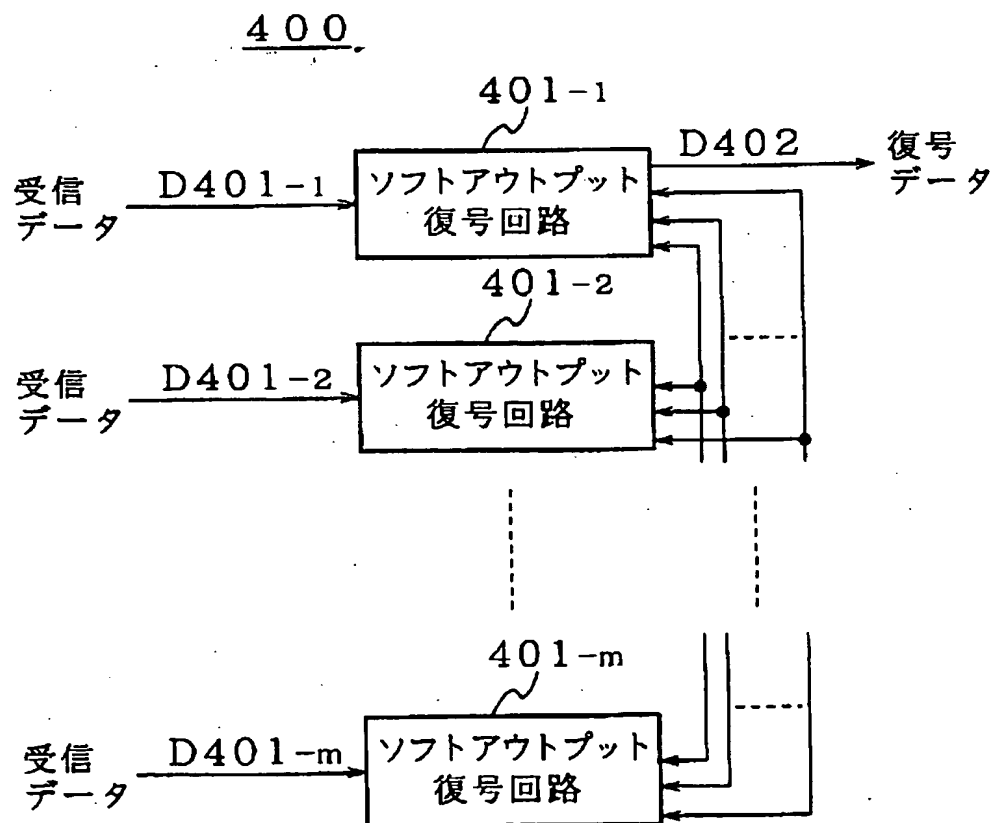 400
401-1
D402
復号
データ
受信
データ
D401-1
ソフトアウトプット
復号回路
401-2
受信
データ
D401-2
ソフトアウトプット
復号回路
401-m
受信
データ
D401-m
ソフトアウトプット
復号回路